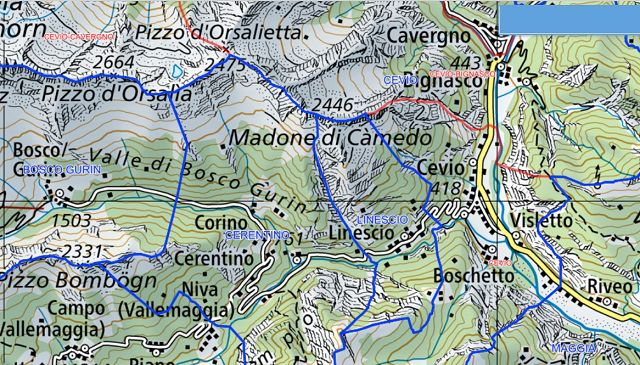 horn
CEVIO-CAVERGNO
Pizzo d'Orsalietta
Cavergno
2664
443
CEVIO-BIGNASCO
CEVIO
Pizzo d'Orsalia
2446
Madone di Camedo
Bosco/
BOSCO GURIN
Valle di Bosco Gurin
Cevio
418
1503
Corino
CERENTINO
LINESCIO
Linescio
Visletto
2331
Cerentino
CEVIO
Pizzo Bombogn
Boschetto
Niva
(Vallemaggia)
Campo
Vallemaggia)
Riveo
MAGGIA